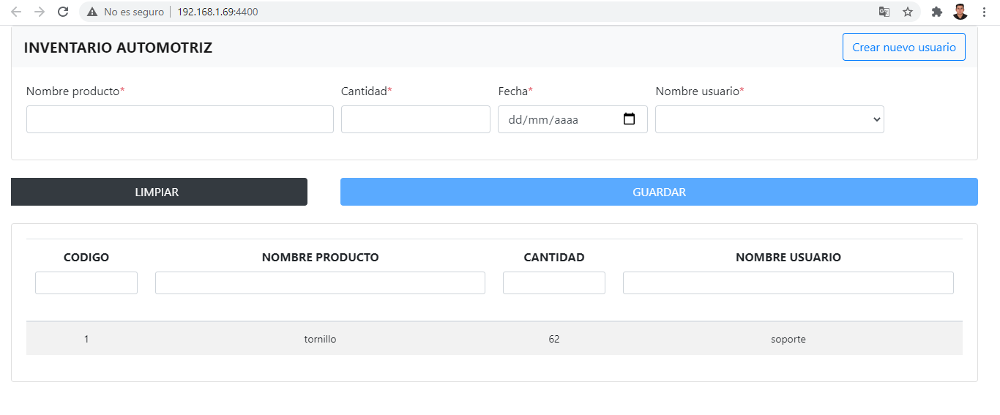 No es seguro | 192.168.1.69:4400
INVENTARIO AUTOMOTRIZ
Crear nuevo usuario
Nombre producto* Cantidad* Fecha* Nombre usuario*
dd/mm/aaaa
LIMPIAR GUARDAR
CODIGO NOMBRE PRODUCTO CANTIDAD NOMBRE USUARIO
1 tornillo 62 soporte